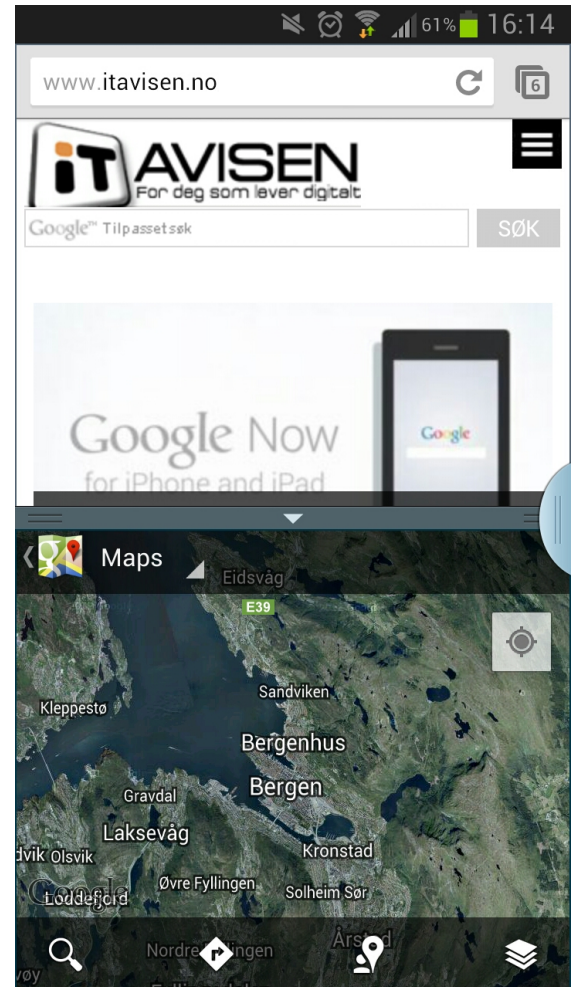 61% 16:14
www.itavisen.no
6
iT AVISEN
For deg som lever digitalt
Google™ Tilpasset søk
SØK
Google Now
Google
for iPhone and iPad
Maps
Eidsvåg
E39
Sandviken
Kleppestø
Bergenhus
Bergen
Gravdal
Laksevåg
Kronstad
dvik Olsvik
Øvre Fyllingen
Solheim Sør
Google
Loddefjord